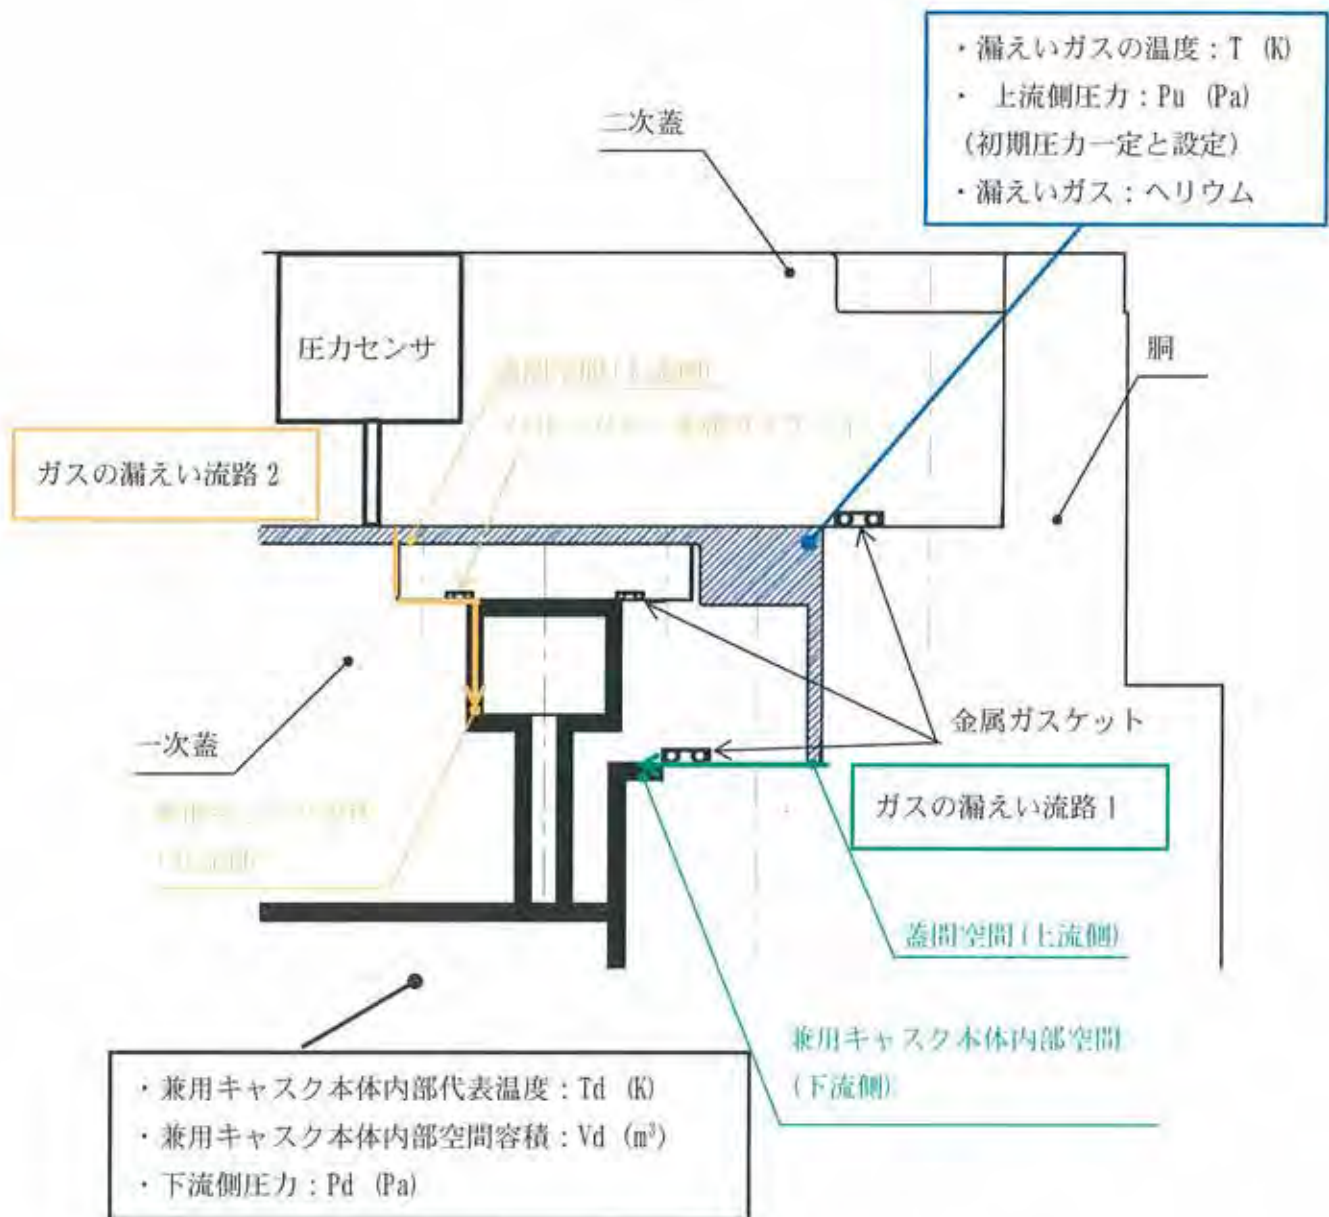 ・漏えいガスの温度：T (K)
・ 上流側圧力：Pu (Pa)
(初期圧力一定と設定)
・漏えいガス：ヘリウム
二次蓋
圧力センサ
胴
ガスの漏えい流路 2
金属ガスケット
一次蓋
ガスの漏えい流路 1
蓋間空間(上流側)
兼用キャスク本体内部空間
(下流側)
・兼用キャスク本体内部代表温度：Td (K)
・兼用キャスク本体内部空間容積：Vd (m³)
・下流側圧力：Pd (Pa)